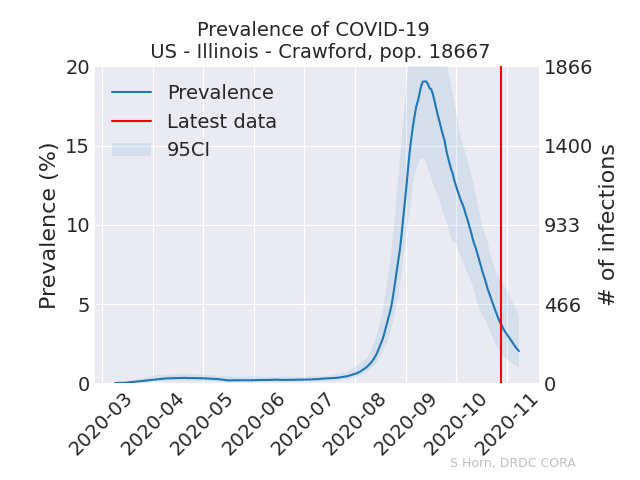 Prevalence of COVID-19
US - Illinois - Crawford, pop. 18667
Prevalence
Latest data
95CI
Prevalence (%)
20
15
10
5
0
# of infections
1866
1400
933
466
0
2020-03
2020-04
2020-05
2020-06
2020-07
2020-08
2020-09
2020-10
2020-11
S Horn, DRDC CORA